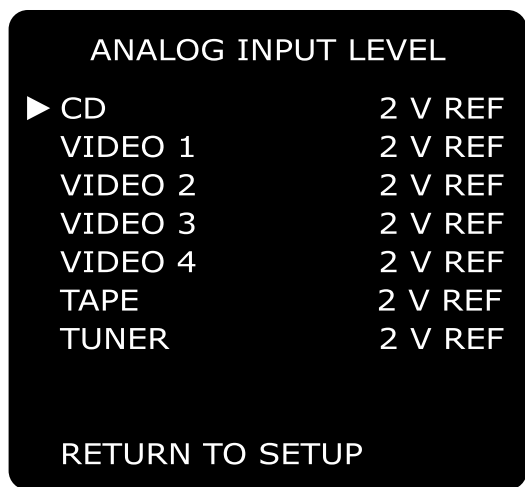 ANALOG INPUT LEVEL
CD 2 V REF
VIDEO 1 2 V REF
VIDEO 2 2 V REF
VIDEO 3 2 V REF
VIDEO 4 2 V REF
TAPE 2 V REF
TUNER 2 V REF
RETURN TO SETUP